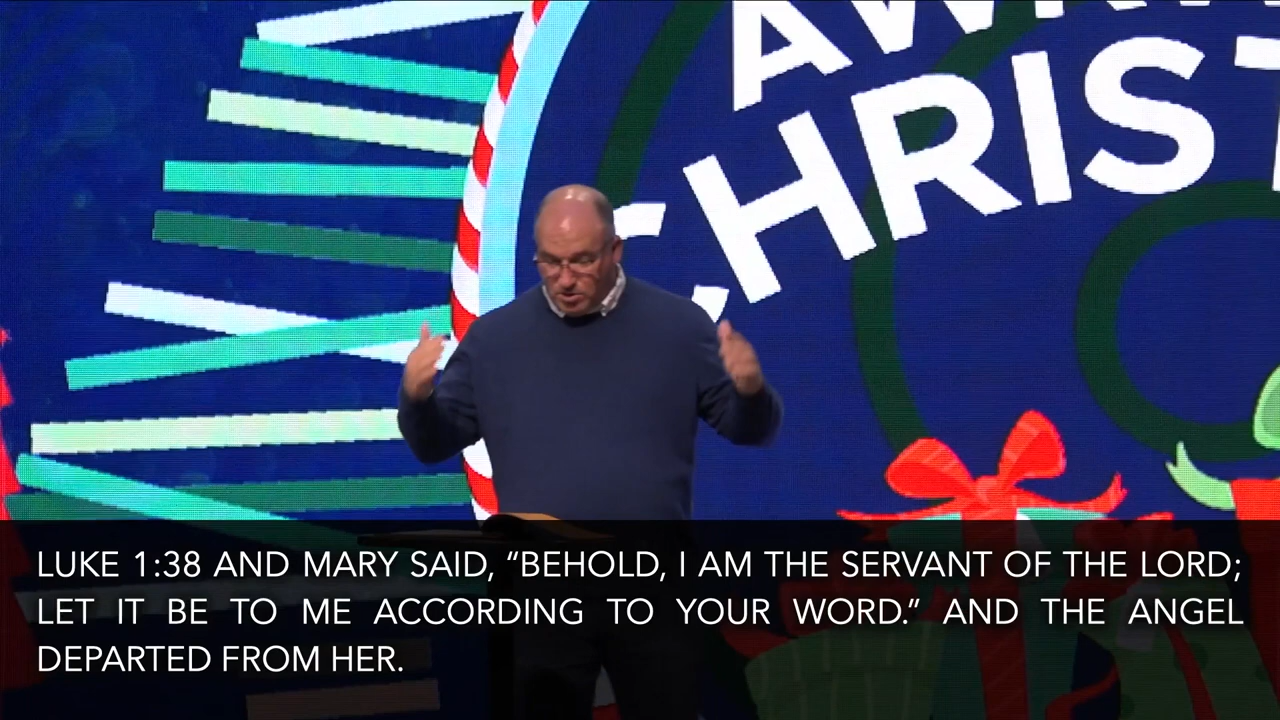 CHRIST
LUKE 1:38 AND MARY SAID, “BEHOLD, I AM THE SERVANT OF THE LORD;
LET IT BE TO ME ACCORDING TO YOUR WORD.” AND THE ANGEL
DEPARTED FROM HER.